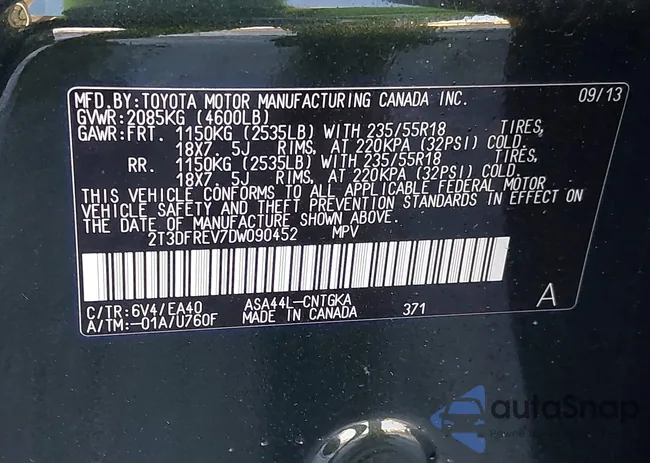 MFD. BY: TOYOTA MOTOR MANUFACTURING CANADA INC. 09/13
GVWR: 2085KG (4600LB)
GAWR: FRT. 1150KG (2535LB) WITH 235/55R18 TIRES,
18X7. 5J RIMS, AT 220KPA (32PSI) COLD.
RR. 1150KG (2535LB) WITH 235/55R18 TIRES,
18X7. 5J RIMS, AT 220KPA (32PSI) COLD.
THIS VEHICLE CONFORMS TO ALL APPLICABLE FEDERAL MOTOR
VEHICLE SAFETY AND THEFT PREVENTION STANDARDS IN EFFECT ON
THE DATE OF MANUFACTURE SHOWN ABOVE.
2T3DFREV7DW090452 MPV
C/TR: 6V4/EA40 ASA44L-CNTGKA 371 A
A/TM: -01A/U760F MADE IN CANADA
autoSnap